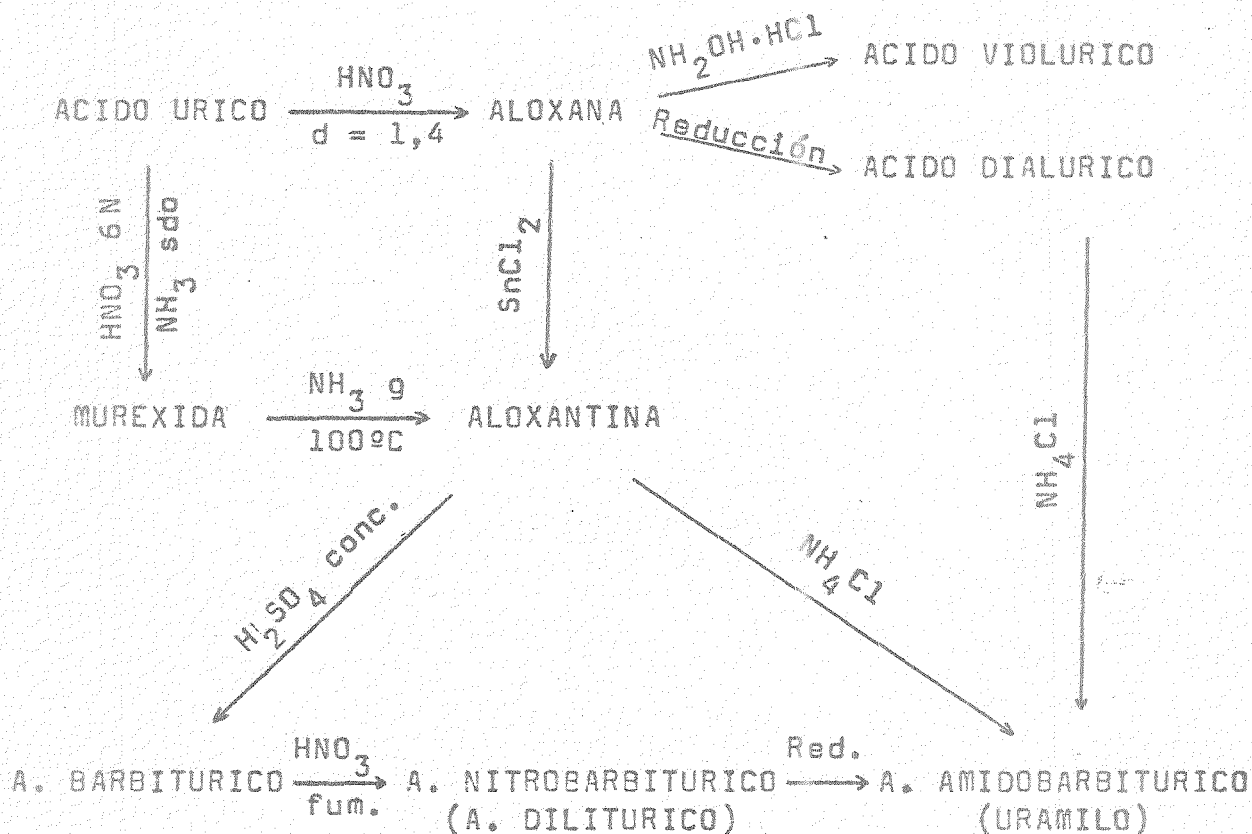 NH2OH.HCl
ACIDO VIOLURICO
HNO3
ACIDO URICO
ALOXANA
d = 1,4
Reducción
ACIDO DIALURICO
HNO3 6N
NH3 sdo
SnCl2
NH3 g
MUREXIDA
ALOXANTINA
100ºC
NH4Cl
H2SO4 conc.
NH4Cl
HNO3
Red.
A. BARBITURICO
A. NITROBARBITURICO
A. AMIDOBARBITURICO
fum.
(A. DILITURICO)
(URAMILO)